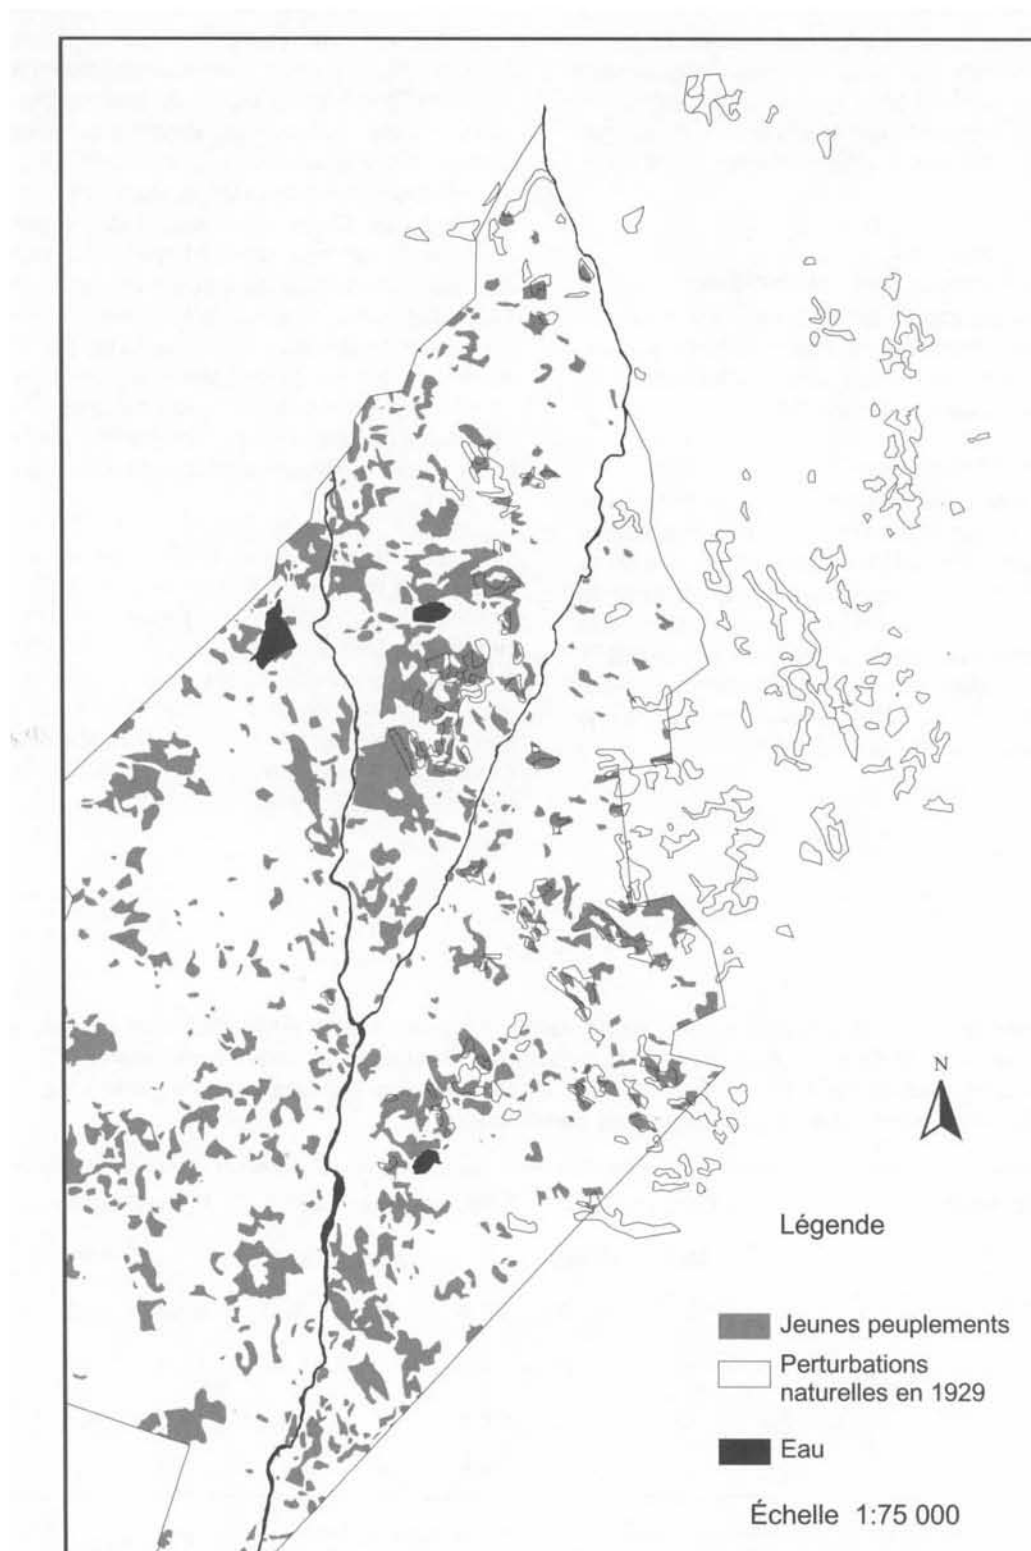 N
Légende
Jeunes peuplements
Perturbations
naturelles en 1929
Eau
Échelle 1:75 000